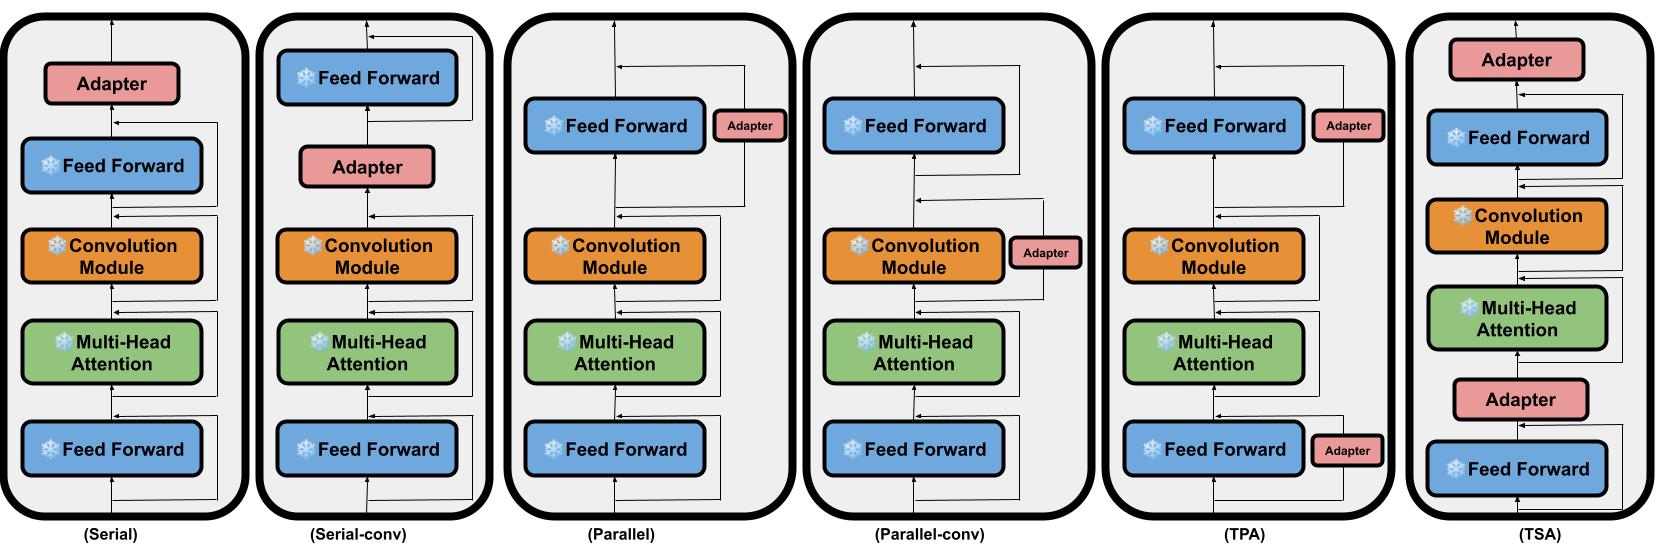 Adapter
Feed Forward
Convolution
Module
Multi-Head
Attention
Feed Forward
(Serial)
Feed Forward
Adapter
Convolution
Module
Multi-Head
Attention
Feed Forward
(Serial-conv)
Feed Forward
Adapter
Convolution
Module
Multi-Head
Attention
Feed Forward
(Parallel)
Feed Forward
Convolution
Module
Adapter
Multi-Head
Attention
Feed Forward
(Parallel-conv)
Feed Forward
Adapter
Convolution
Module
Multi-Head
Attention
Feed Forward
Adapter
(TPA)
Adapter
Feed Forward
Convolution
Module
Multi-Head
Attention
Adapter
Feed Forward
(TSA)